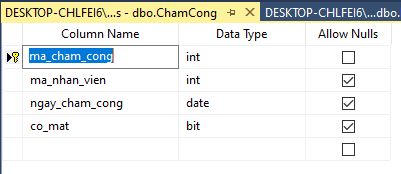 DESKTOP-CHLFEI6\...s - dbo.ChamCong DESKTOP-CHLFEI6\...dbo.
Column Name Data Type Allow Nulls
ma_cham_cong int
ma_nhan_vien int
ngay_cham_cong date
co_mat bit